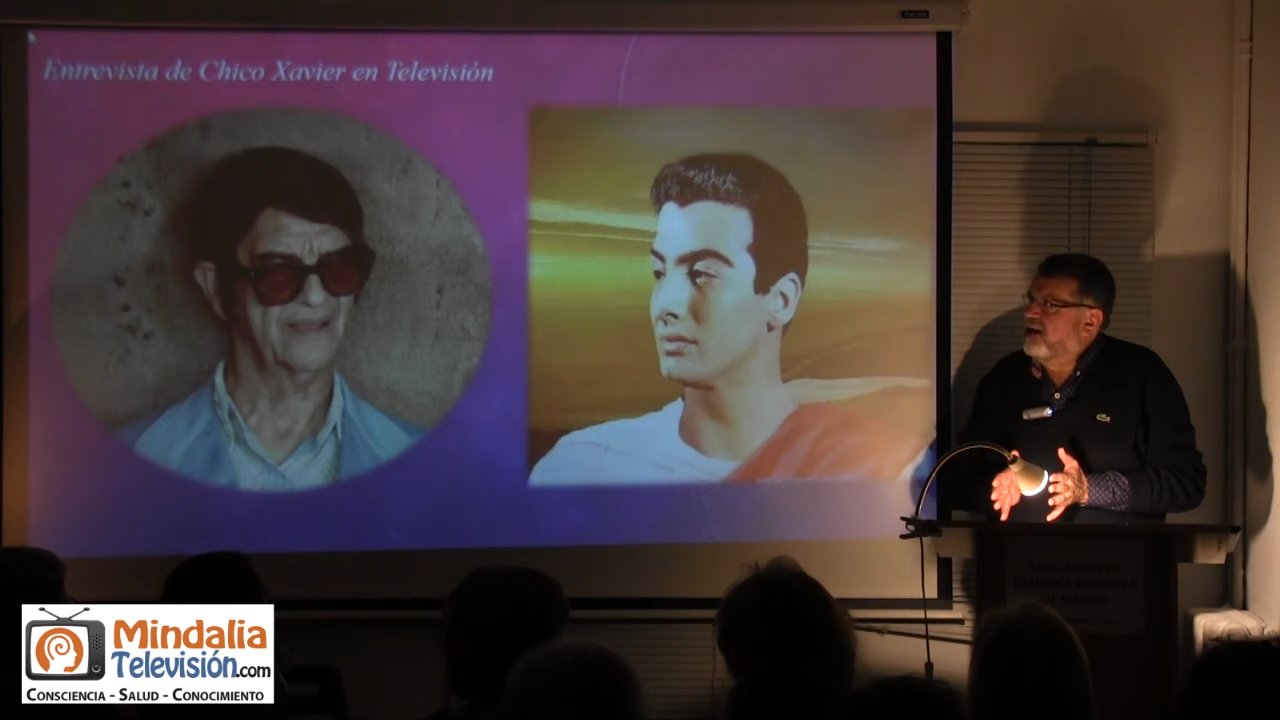 Entrevista de Chico Xavier en Televisión
Mindalia
Televisión.com
CONSCIENCIA - SALUD - CONOCIMIENTO